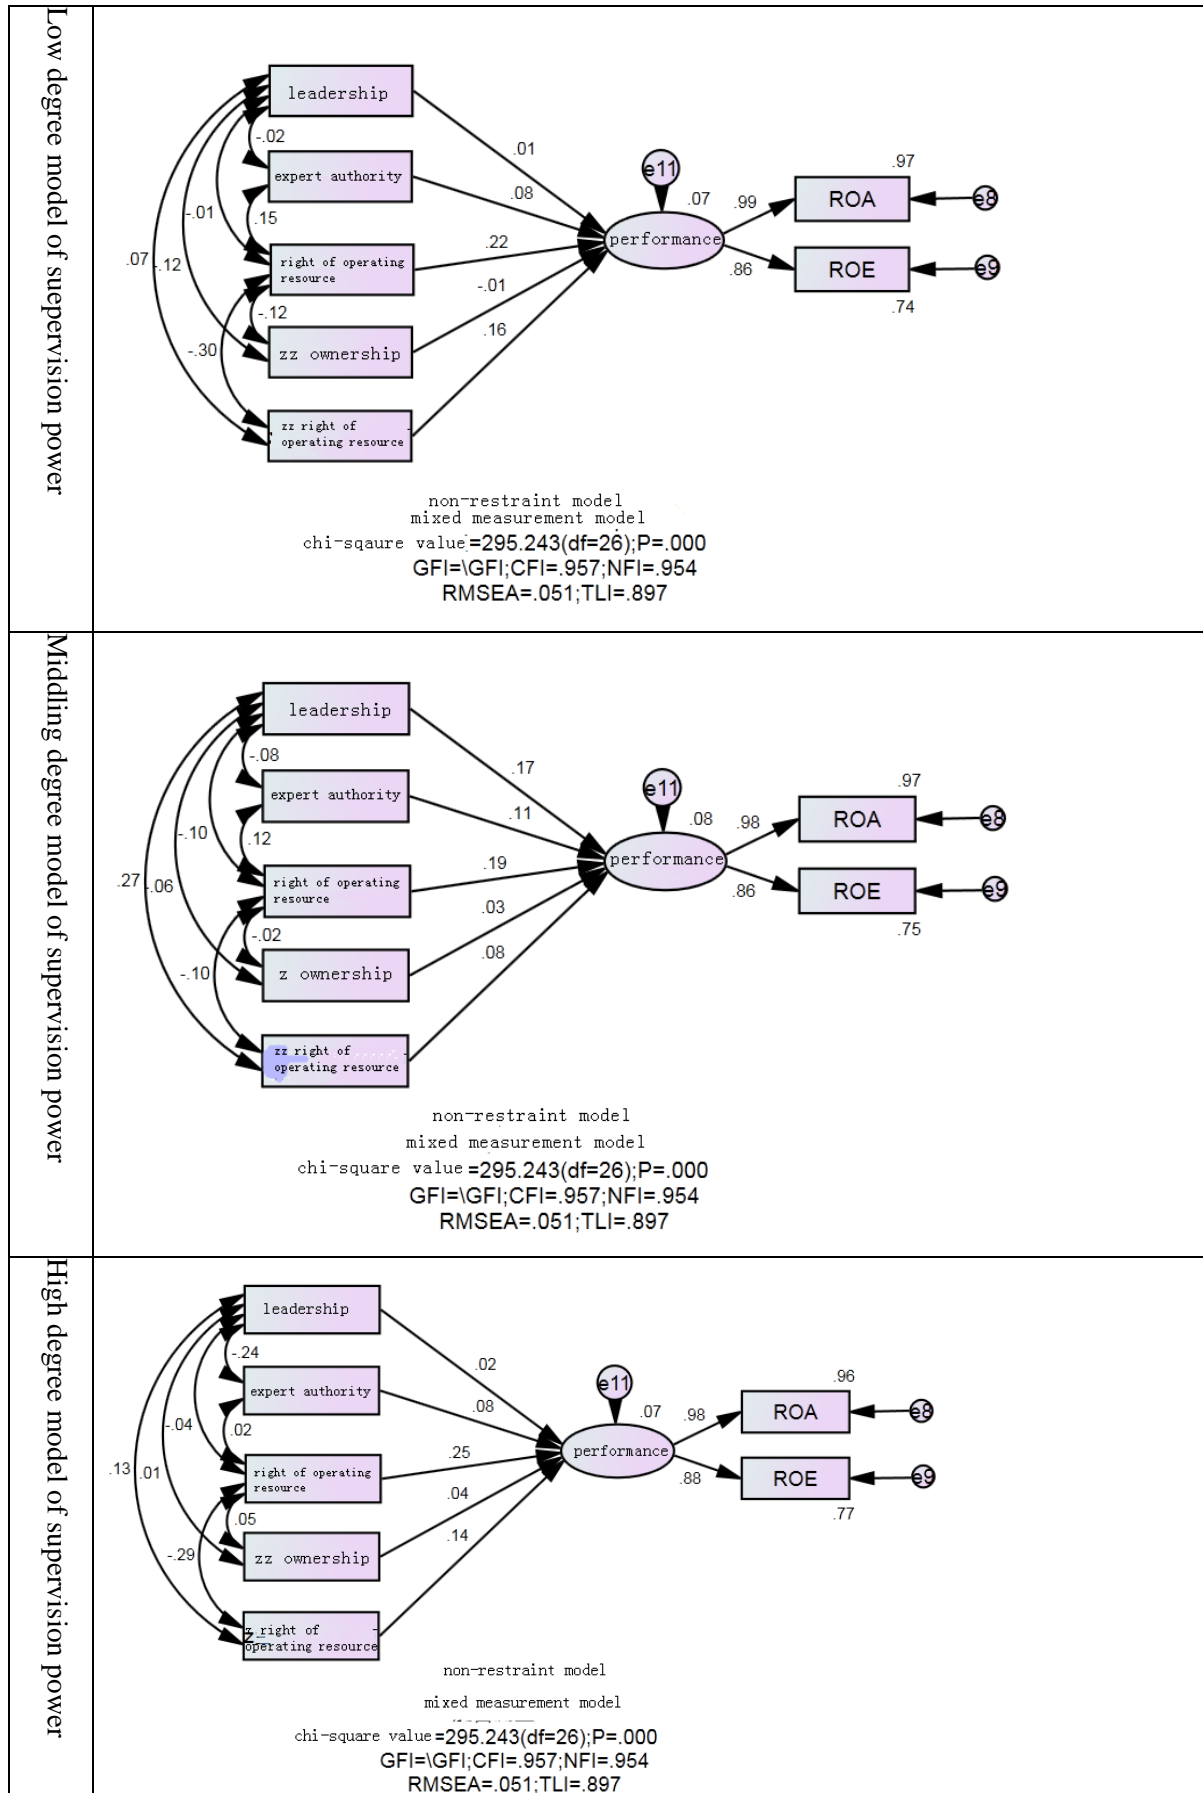 Low degree model of suepervision power
leadership
-.02
.01
expert authority
.08
e11
.97
ROA
e8
.07
.99
-.01
.15
.07
-.12
right of operating
resource
.22
performance
.86
ROE
e9
.74
-.01
-.12
zz ownership
.16
-.30
zz right of
operating resource
non-restraint model
mixed measurement model
chi-sqaure value=295.243(df=26);P=.000
GFI=\GFI;CFI=.957;NFI=.954
RMSEA=.051;TLI=.897
Middling degree model of supervision power
leadership
-.08
.17
expert authority
.11
e11
.97
ROA
e8
.08
.98
-.10
.12
.27
.06
right of operating
resource
.19
performance
.86
ROE
e9
.75
.03
-.02
z ownership
.08
-.10
zz right of
operating resource
non-restraint model
mixed measurement model
chi-square value=295.243(df=26);P=.000
GFI=\GFI;CFI=.957;NFI=.954
RMSEA=.051;TLI=.897
High degree model of supervision power
leadership
-.24
.02
expert authority
.08
e11
.96
ROA
e8
.07
.98
-.04
.02
.13
.01
right of operating
resource
.25
performance
.88
ROE
e9
.77
.04
.05
zz ownership
.14
-.29
z right of
operating resource
non-restraint model
mixed measurement model
chi-square value=295.243(df=26);P=.000
GFI=\GFI;CFI=.957;NFI=.954
RMSEA=.051;TLI=.897